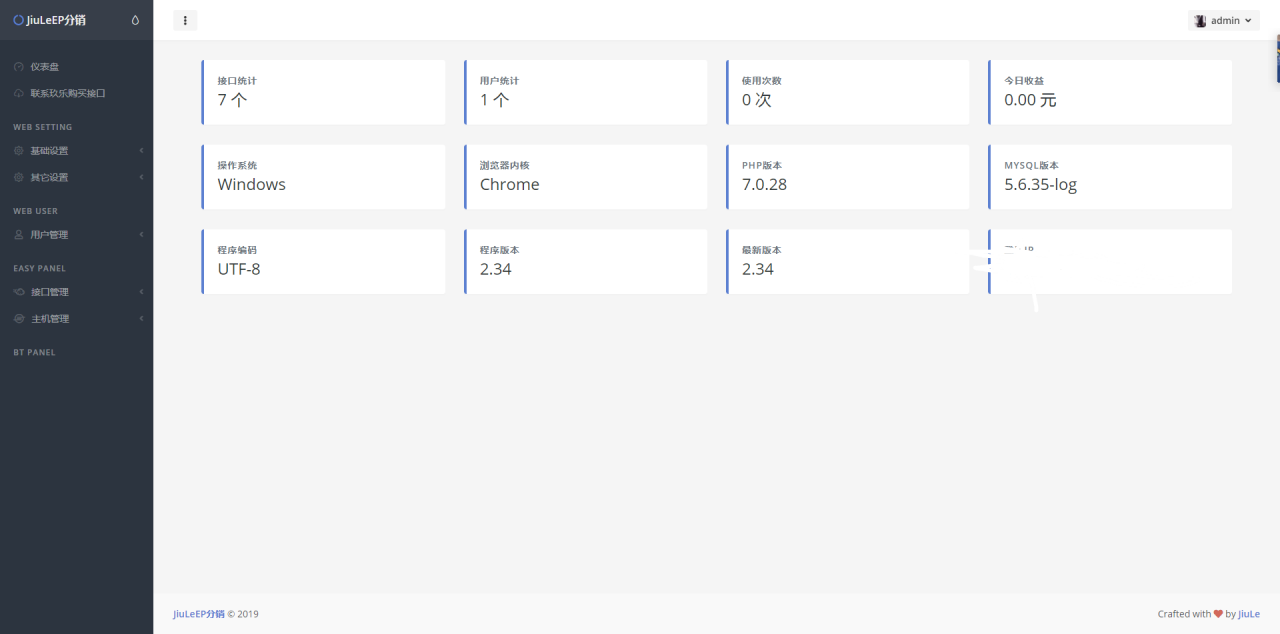 JiuLeEP分销
admin
仪表盘
联系玖乐购买接口
WEB SETTING
基础设置
其它设置
WEB USER
用户管理
EASY PANEL
接口管理
主机管理
BT PANEL
接口统计
7 个
用户统计
1 个
使用次数
0 次
今日收益
0.00 元
操作系统
Windows
浏览器内核
Chrome
PHP版本
7.0.28
MYSQL版本
5.6.35-log
程序编码
UTF-8
程序版本
2.34
最新版本
2.34
JiuLeEP分销 © 2019
Crafted with ❤ by JiuLe